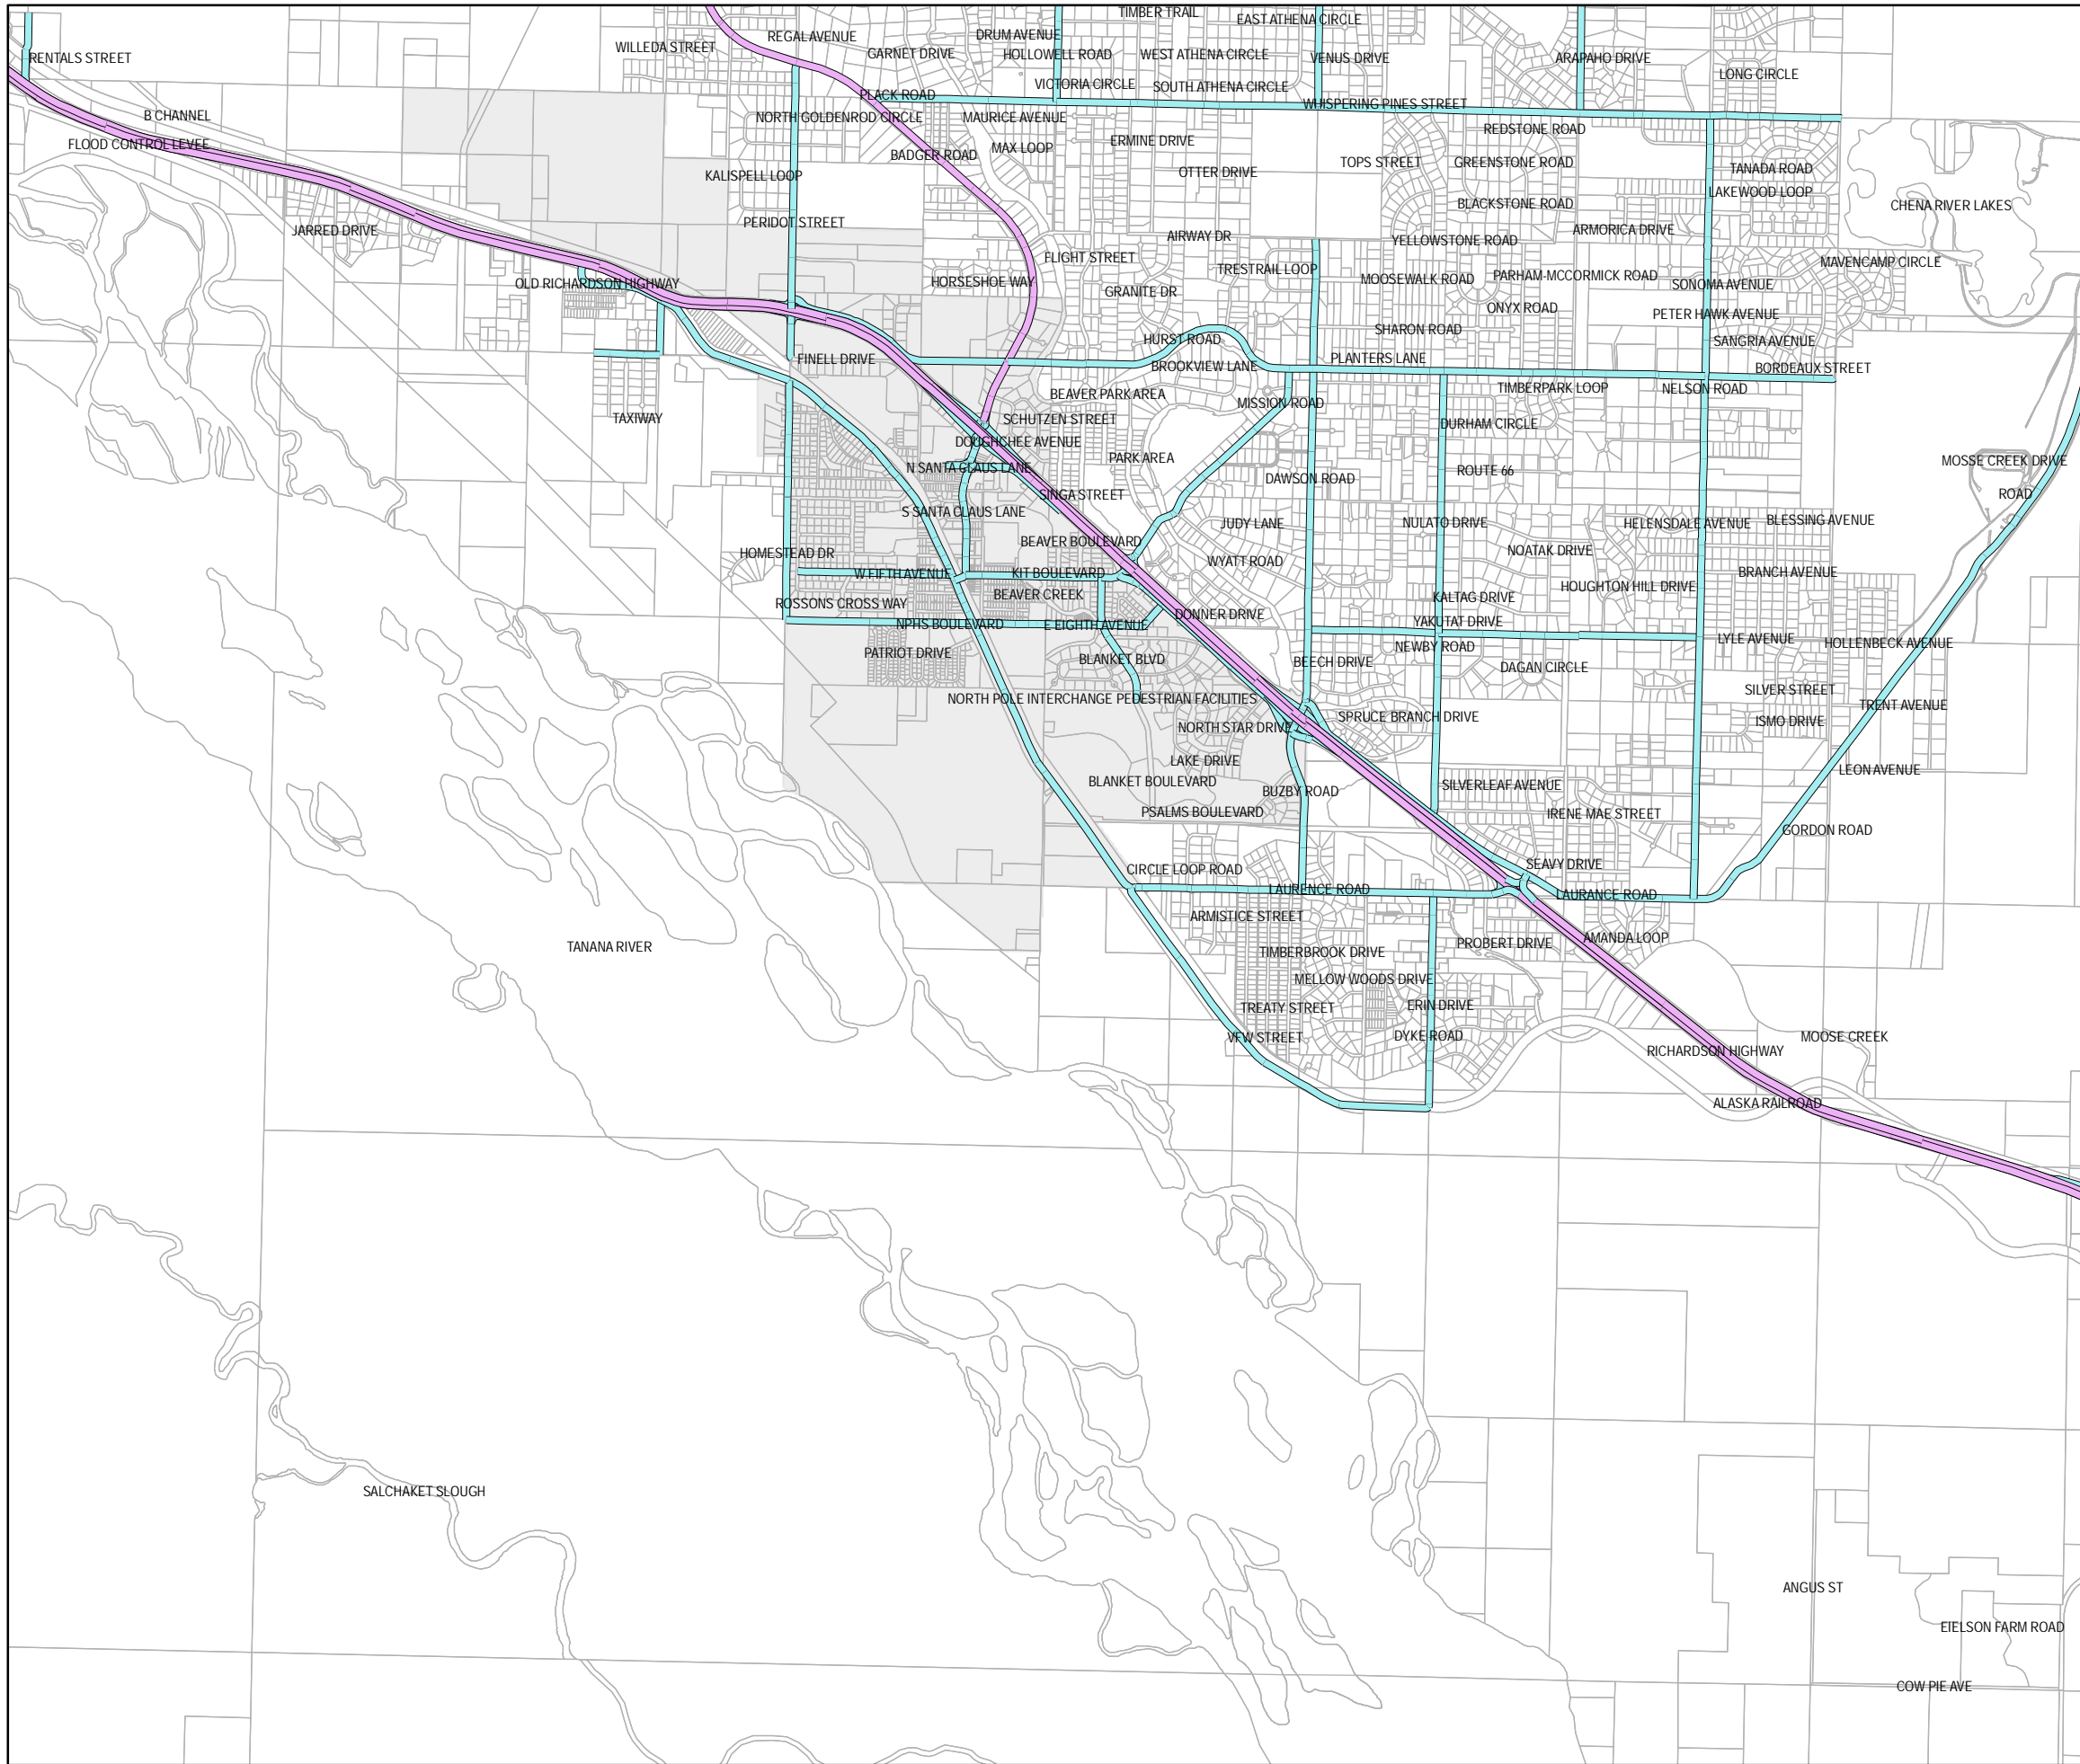 TIMBER TRAIL
EAST ATHENA CIRCLE
REGAL AVENUE
DRUM AVENUE
WILLEDA STREET
GARNET DRIVE
HOLLOWELL ROAD
WEST ATHENA CIRCLE
VENUS DRIVE
ARAPAHO DRIVE
RENTALS STREET
LONG CIRCLE
VICTORIA CIRCLE
SOUTH ATHENA CIRCLE
PLACK ROAD
WHISPERING PINES STREET
B CHANNEL
NORTH GOLDENROD CIRCLE
MAURICE AVENUE
REDSTONE ROAD
FLOOD CONTROL LEVEE
ERMINE DRIVE
MAX LOOP
BADGER ROAD
TOPS STREET
GREENSTONE ROAD
TANADA ROAD
KALISPELL LOOP
OTTER DRIVE
LAKEWOOD LOOP
BLACKSTONE ROAD
CHENA RIVER LAKES
PERIDOT STREET
JARRED DRIVE
ARMORICA DRIVE
AIRWAY DR
YELLOWSTONE ROAD
FLIGHT STREET
MAVENCAMP CIRCLE
TRESTRAIL LOOP
MOOSEWALK ROAD
PARHAM-MCCORMICK ROAD
OLD RICHARDSON HIGHWAY
HORSESHOE WAY
SONOMA AVENUE
GRANITE DR
ONYX ROAD
PETER HAWK AVENUE
SHARON ROAD
HURST ROAD
SANGRIA AVENUE
FINELL DRIVE
PLANTERS LANE
BROOKVIEW LANE
BORDEAUX STREET
TIMBERPARK LOOP
NELSON ROAD
BEAVER PARK AREA
MISSION ROAD
TAXIWAY
SCHUTZEN STREET
DURHAM CIRCLE
DOUGHCHEE AVENUE
PARK AREA
MOSSE CREEK DRIVE
N SANTA CLAUS LANE
ROUTE 66
DAWSON ROAD
SINGA STREET
ROAD
S SANTA CLAUS LANE
JUDY LANE
NULATO DRIVE
HELENSDALE AVENUE
BLESSING AVENUE
BEAVER BOULEVARD
HOMESTEAD DR
NOATAK DRIVE
WYATT ROAD
W FIFTH AVENUE
KIT BOULEVARD
BRANCH AVENUE
HOUGHTON HILL DRIVE
BEAVER CREEK
KALTAG DRIVE
ROSSONS CROSS WAY
DONNER DRIVE
NPHS BOULEVARD
E EIGHTH AVENUE
YAKUTAT DRIVE
LYLE AVENUE
HOLLENBECK AVENUE
NEWBY ROAD
PATRIOT DRIVE
BLANKET BLVD
BEECH DRIVE
DAGAN CIRCLE
SILVER STREET
NORTH POLE INTERCHANGE PEDESTRIAN FACILITIES
TRENT AVENUE
SPRUCE BRANCH DRIVE
ISMO DRIVE
NORTH STAR DRIVE
LAKE DRIVE
LEON AVENUE
BLANKET BOULEVARD
SILVERLEAF AVENUE
BUZBY ROAD
PSALMS BOULEVARD
IRENE MAE STREET
GORDON ROAD
SEAVY DRIVE
CIRCLE LOOP ROAD
LAURENCE ROAD
LAURANCE ROAD
ARMISTICE STREET
AMANDA LOOP
PROBERT DRIVE
TANANA RIVER
TIMBERBROOK DRIVE
MELLOW WOODS DRIVE
TREATY STREET
ERIN DRIVE
VFW STREET
DYKE ROAD
MOOSE CREEK
RICHARDSON HIGHWAY
ALASKA RAILROAD
SALCHAKET SLOUGH
ANGUS ST
EIELSON FARM ROAD
COW PIE AVE